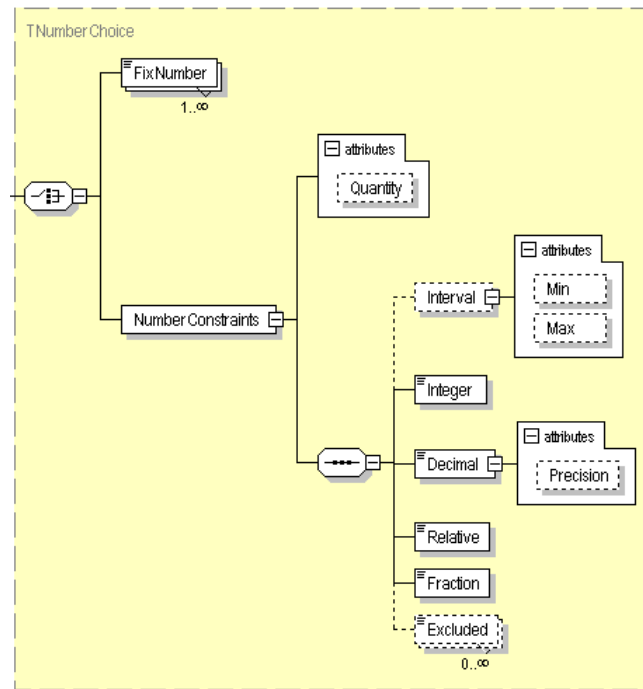 TNumberChoice
FixNumber
1..∞
attributes
Quantity
NumberConstraints
attributes
Interval
Min
Max
Integer
attributes
Decimal
Precision
Relative
Fraction
Excluded
0..∞